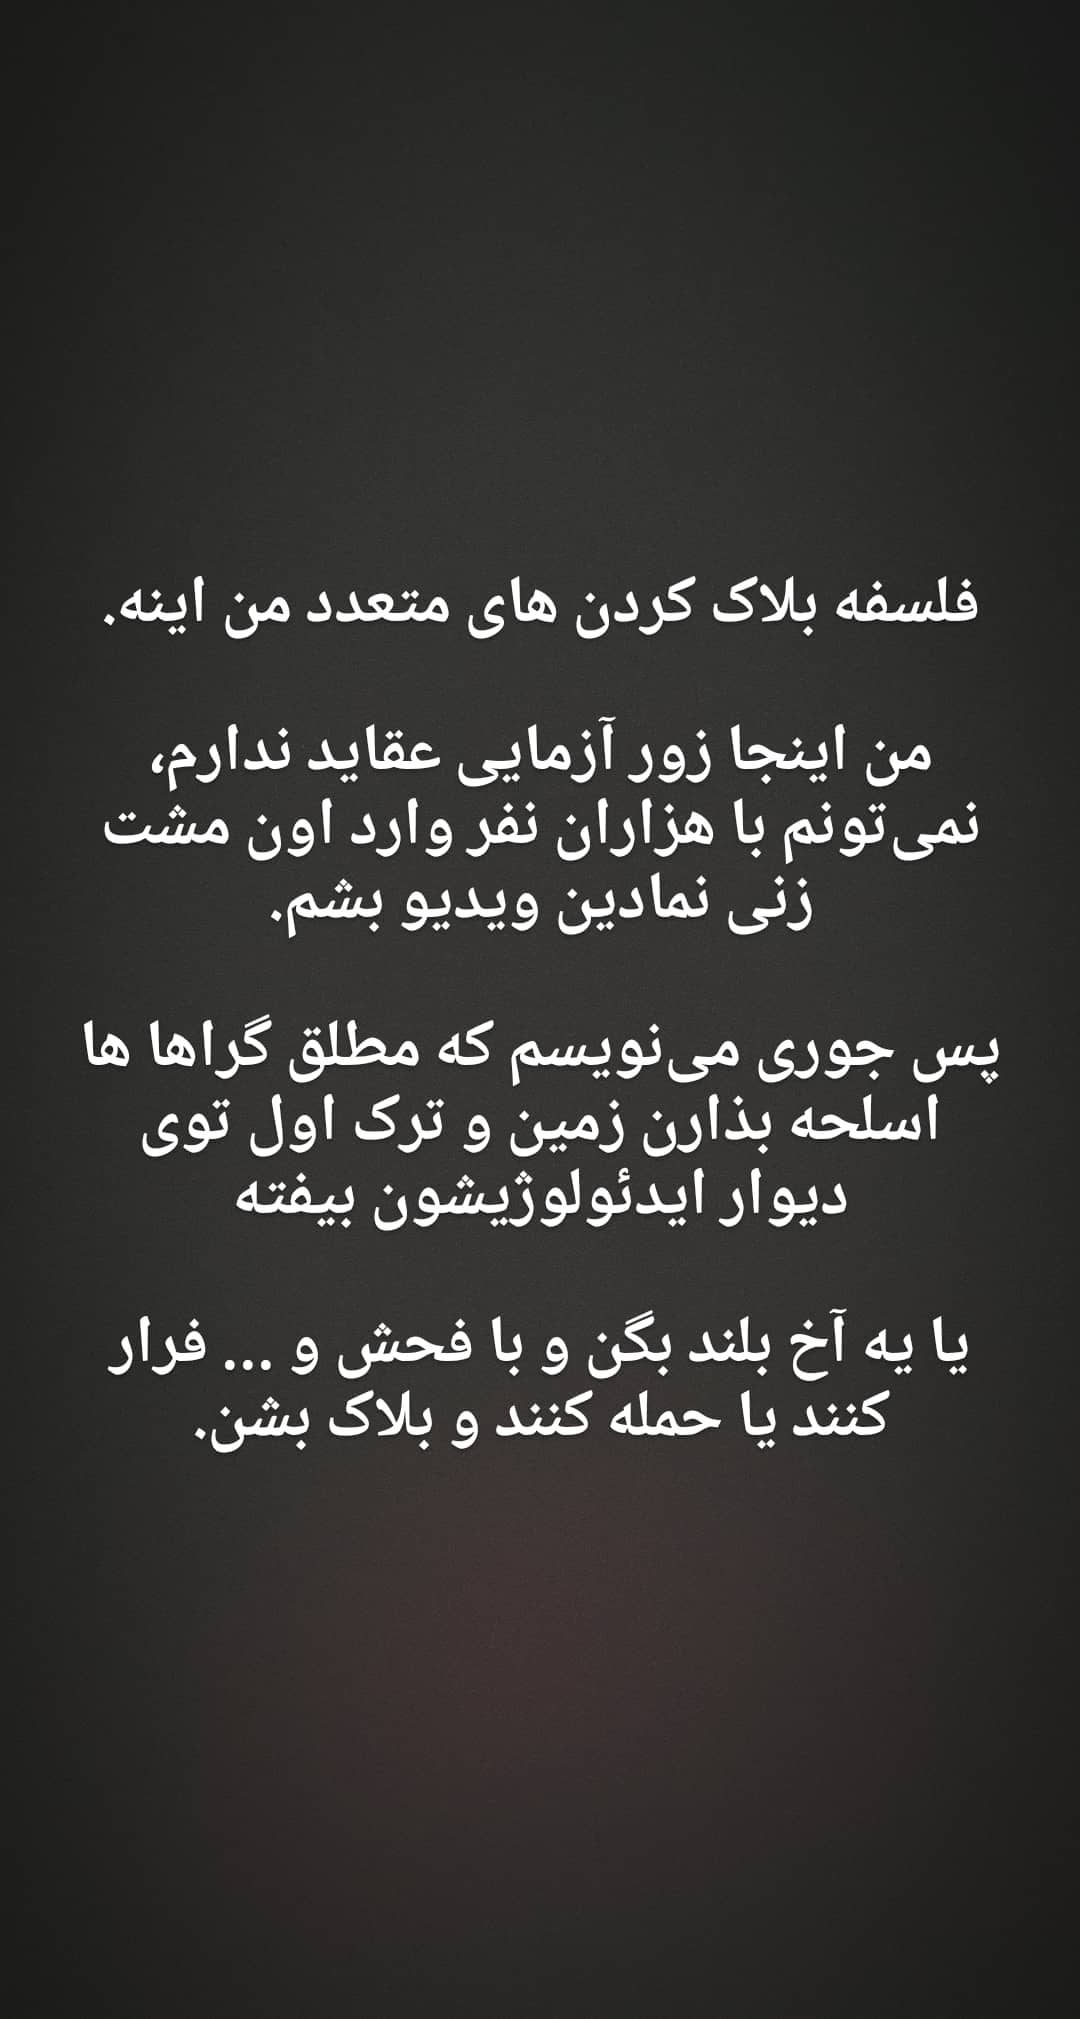 فلسفه بلاک کردن های متعدد من اینه.
من اینجا زور آزمایی عقاید ندارم،
نمی‌تونم با هزاران نفر وارد اون مشت
زنی نمادین ویدیو بشم.
پس جوری می‌نویسم که مطلق گراها ها
اسلحه بذارن زمین و ترک اول توی
دیوار ایدئولوژیشون بیفته
یا یه آخ بلند بگن و با فحش و ... فرار
کنند یا حمله کنند و بلاک بشن.